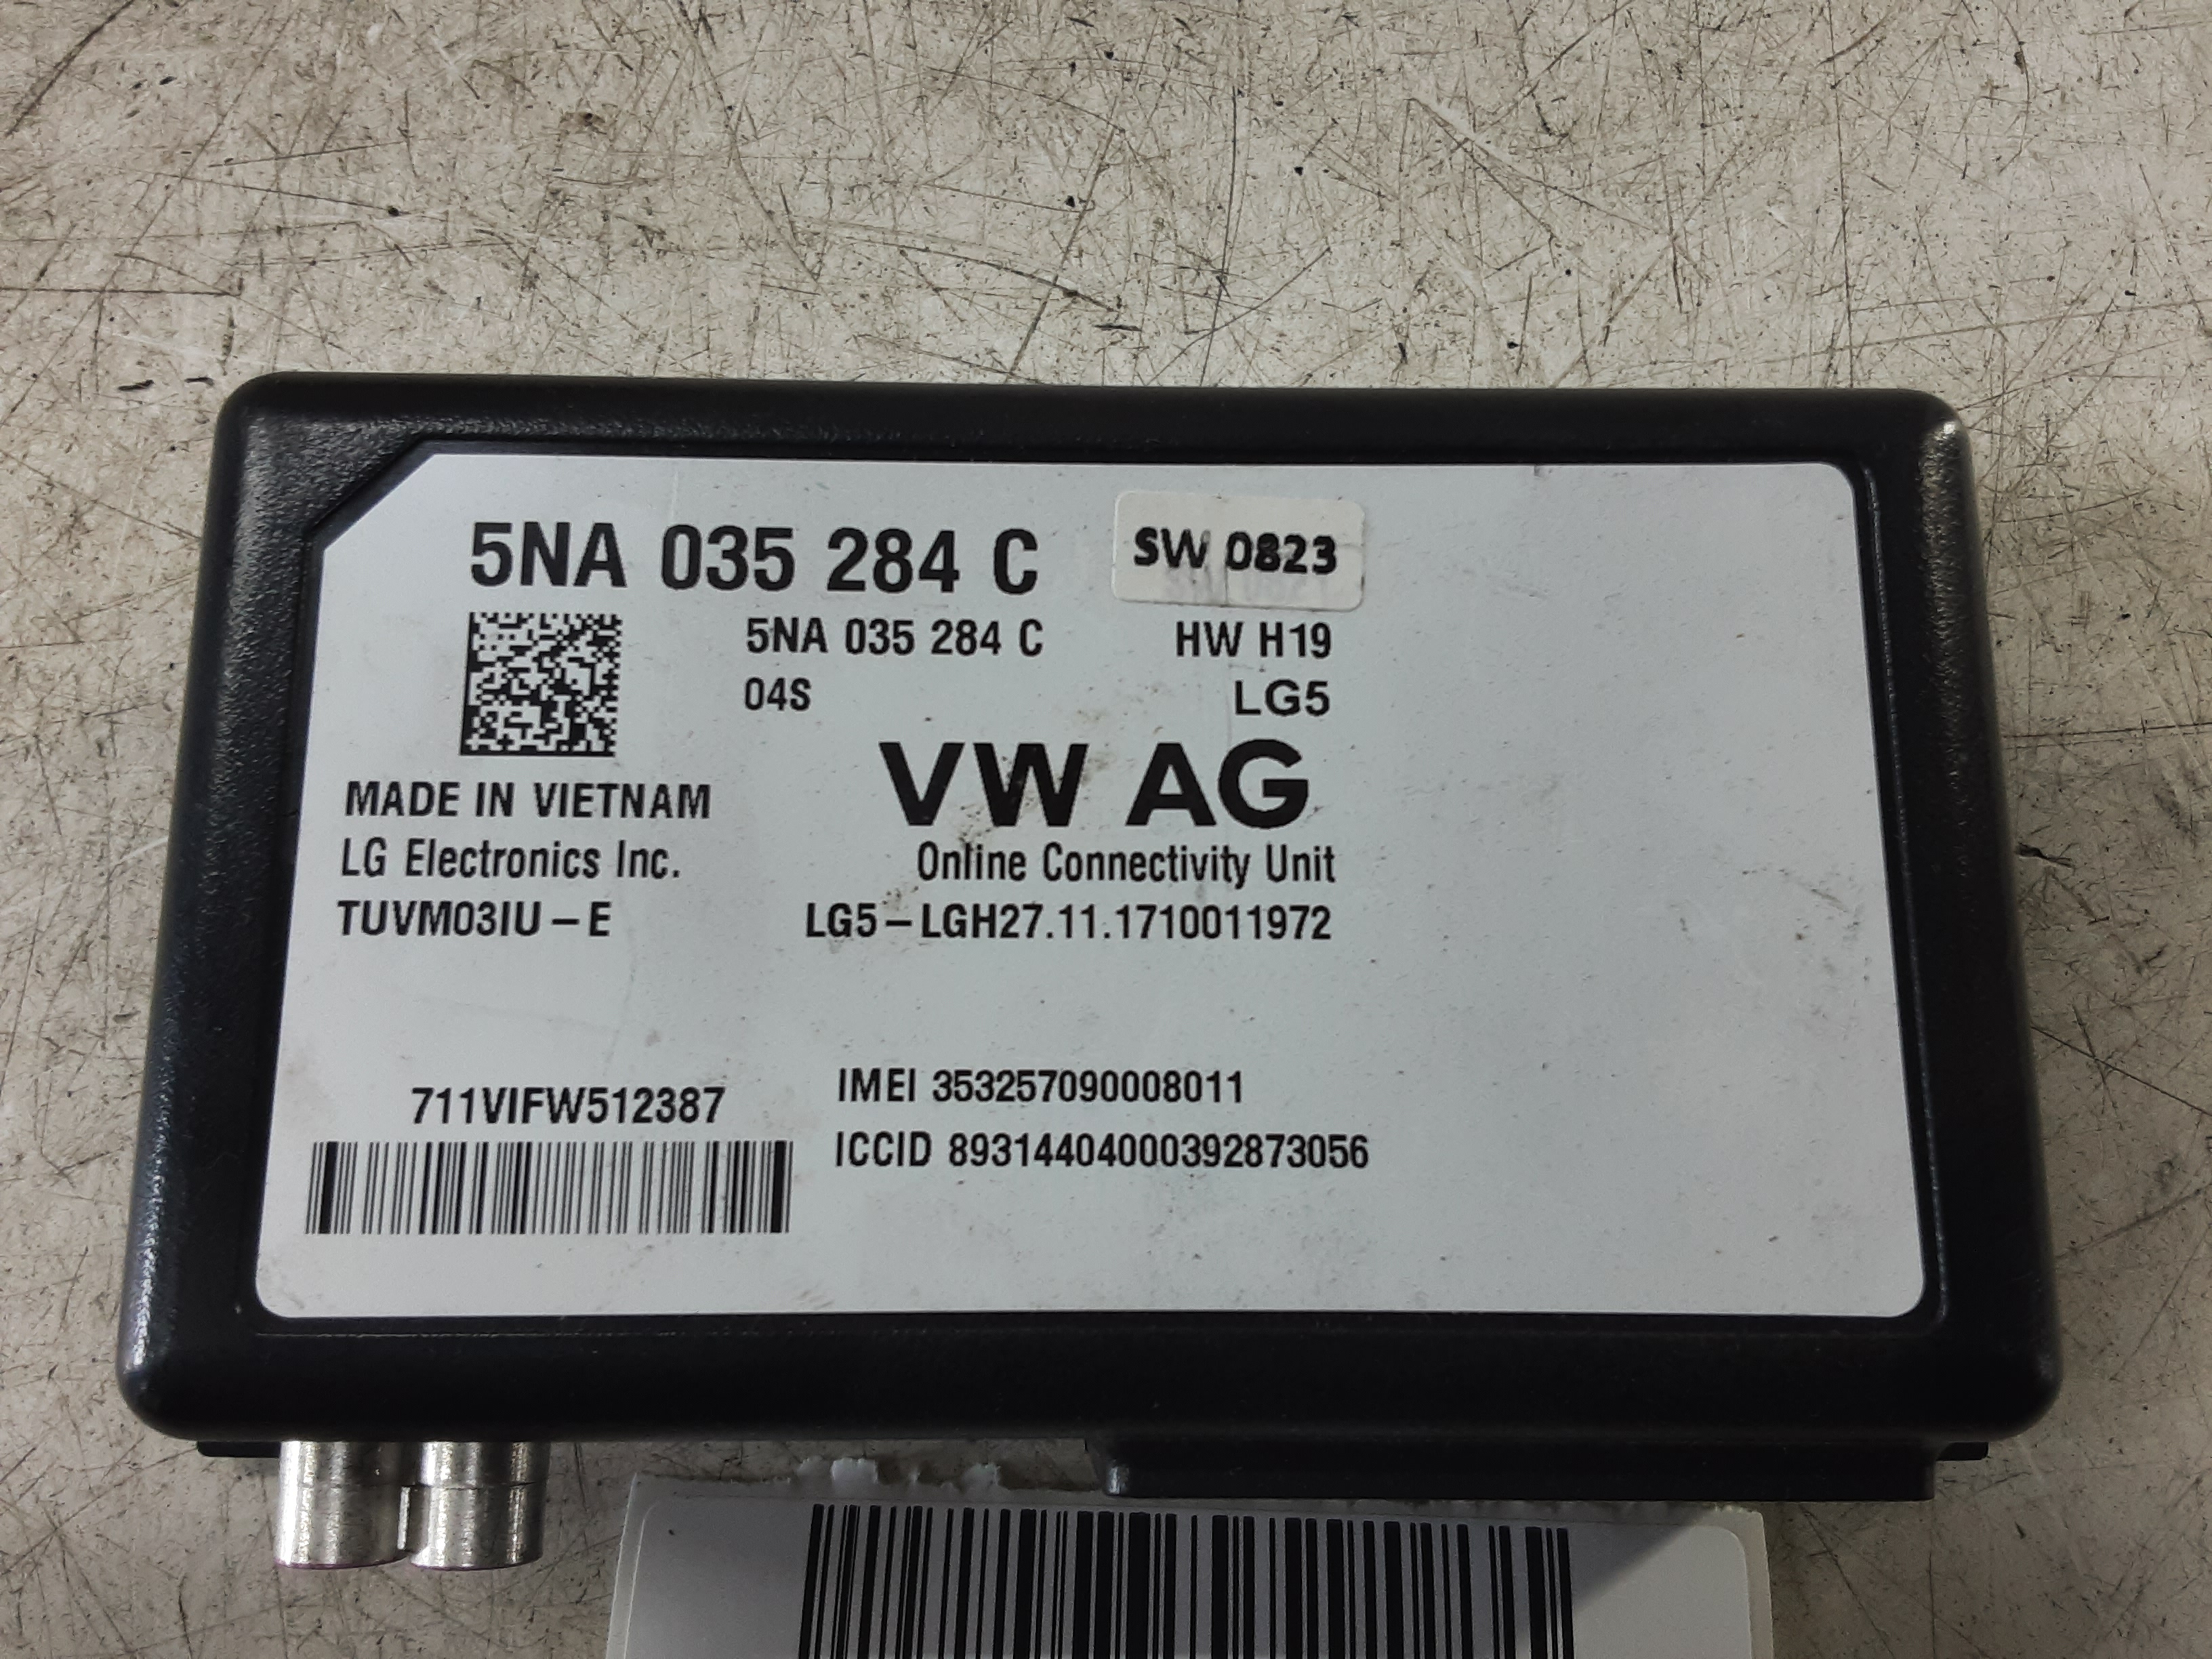 5NA 035 284 C SW 0823
5NA 035 284 C HW H19
04S LG5
VW AG
MADE IN VIETNAM
LG Electronics Inc. Online Connectivity Unit
TUVM03IU-E LG5-LGH27.11.1710011972
711VIFW512387 IMEI 353257090008011
ICCID 89314404000392873056